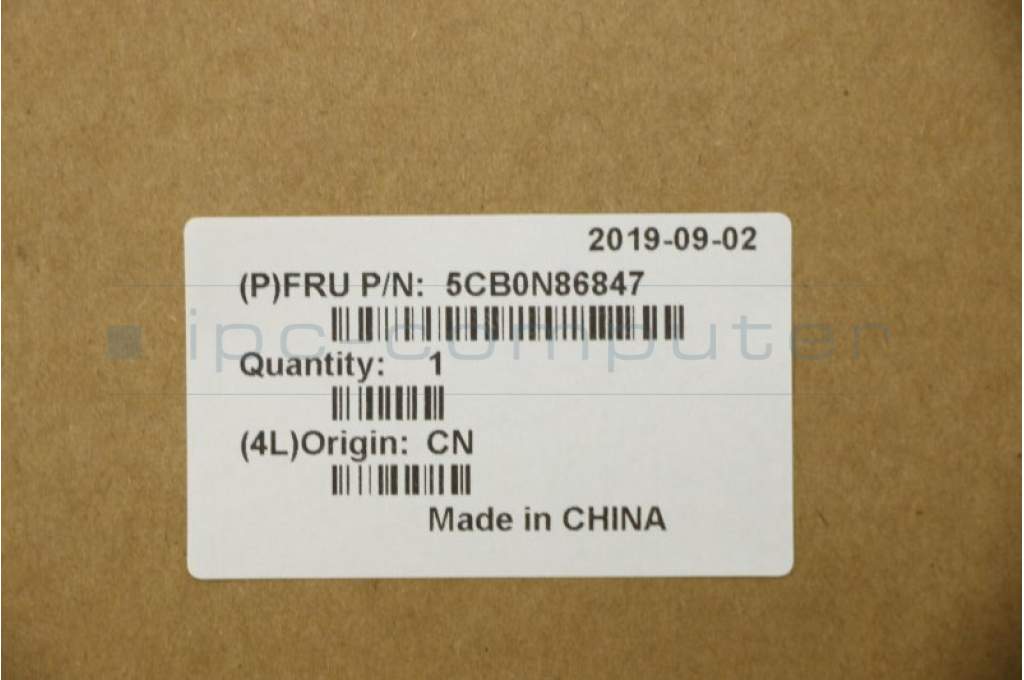 2019-09-02
(P)FRU P/N: 5CB0N86847
ipc-computer
Quantity: 1
(4L)Origin: CN
Made in CHINA